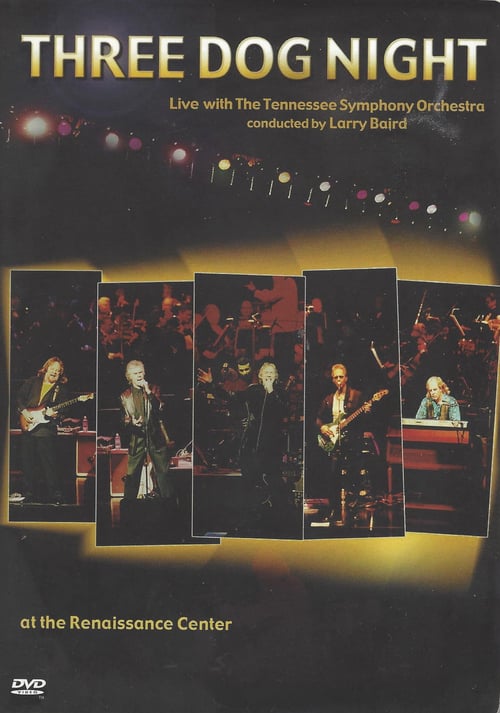 THREE DOG NIGHT
Live with The Tennessee Symphony Orchestra
conducted by Larry Baird
at the Renaissance Center
DVD
VIDEO
TM